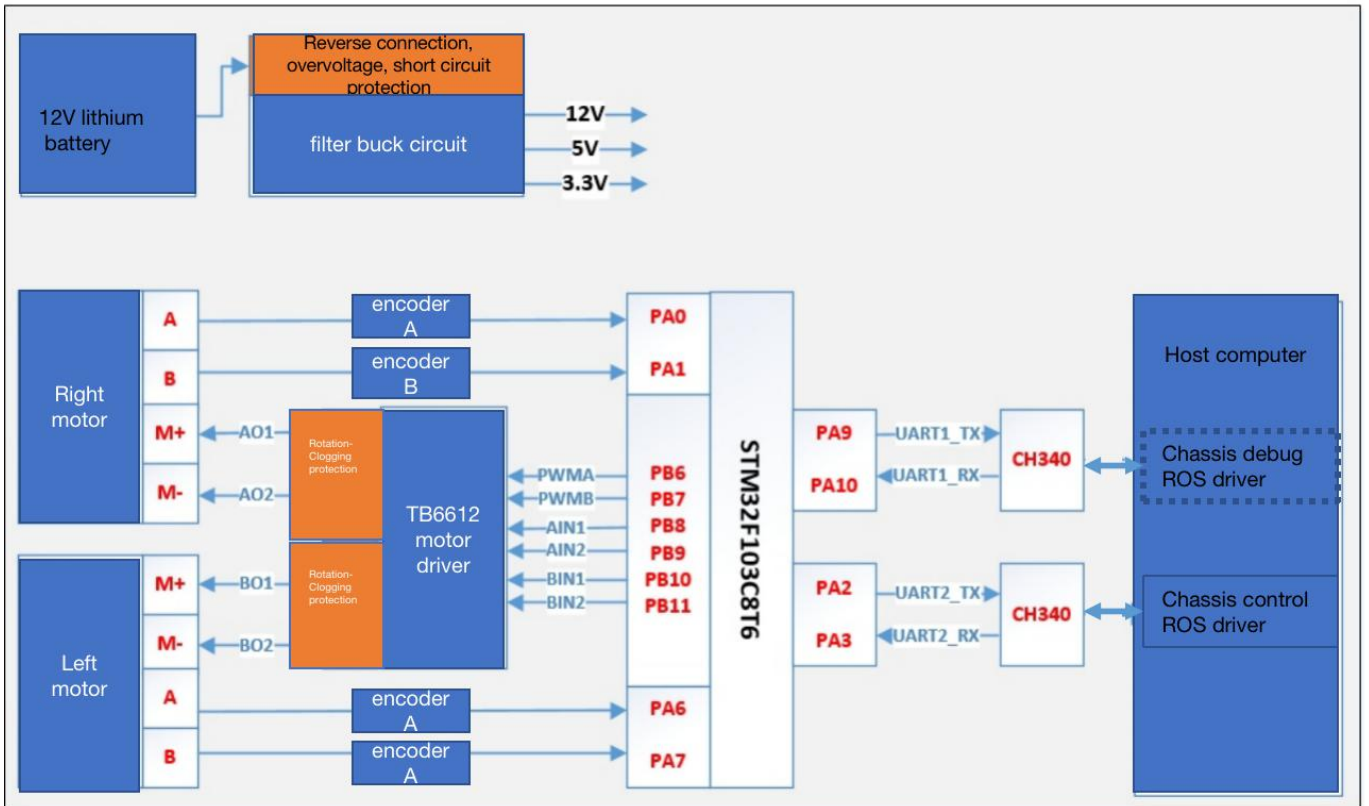 Reverse connection,
overvoltage, short circuit
protection
12V lithium
battery
filter buck circuit
12V
5V
3.3V
Right
motor
A
B
M+
M-
encoder
A
encoder
B
AO1
AO2
Rotation-
Clogging
protection
TB6612
motor
driver
PWMA
PWMB
AIN1
AIN2
BIN1
BIN2
PA0
PA1
PB6
PB7
PB8
PB9
PB10
PB11
PA6
PA7
STM32F103C8T6
PA9
PA10
UART1_TX
UART1_RX
CH340
PA2
PA3
UART2_TX
UART2_RX
CH340
Host computer
Chassis debug
ROS driver
Chassis control
ROS driver
Left
motor
M+
M-
A
B
BO1
BO2
Rotation-
Clogging
protection
encoder
A
encoder
A